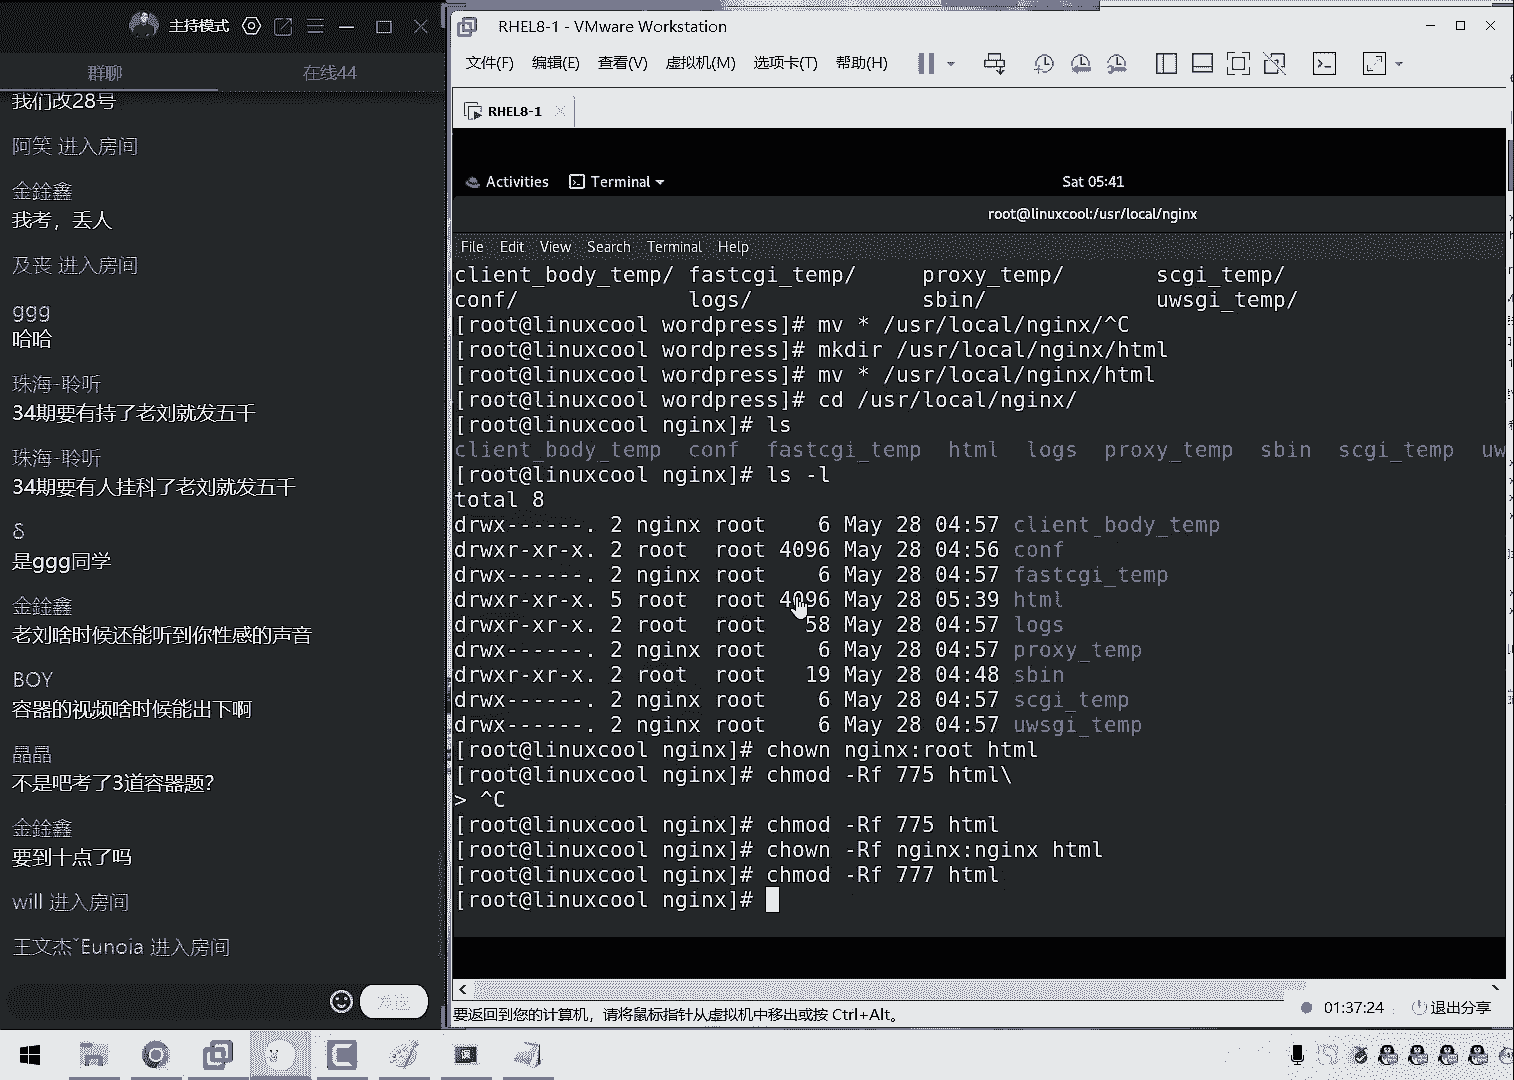 主持模式
群聊
在线44
我们改28号
阿笑 进入房间
金銓鑫
我考，丢人
及丧 进入房间
ggg
哈哈
珠海-聆听
34期要有持了老刘就发五千
珠海-聆听
34期要有人挂科了老刘就发五千
δ
是ggg同学
金銓鑫
老刘啥时候还能听到你性感的声音
BOY
容器的视频啥时候能出下啊
晶晶
不是吧考了3道容器题?
金銓鑫
要到十点了吗
will 进入房间
王文杰ˇEunoia 进入房间
发送
RHEL8-1 - VMware Workstation
文件(F) 编辑(E) 查看(V) 虚拟机(M) 选项卡(T) 帮助(H)
RHEL8-1
Activities Terminal Sat 05:41
root@linuxcool:/usr/local/nginx
File Edit View Search Terminal Help
client_body_temp/ fastcgi_temp/ proxy_temp/ scgi_temp/
conf/ logs/ sbin/ uwsgi_temp/
[root@linuxcool wordpress]# mv * /usr/local/nginx/^C
[root@linuxcool wordpress]# mkdir /usr/local/nginx/html
[root@linuxcool wordpress]# mv * /usr/local/nginx/html
[root@linuxcool wordpress]# cd /usr/local/nginx/
[root@linuxcool nginx]# ls
client_body_temp conf fastcgi_temp html logs proxy_temp sbin scgi_temp uw
[root@linuxcool nginx]# ls -l
total 8
drwx------. 2 nginx root 6 May 28 04:57 client_body_temp
drwxr-xr-x. 2 root root 4096 May 28 04:56 conf
drwx------. 2 nginx root 6 May 28 04:57 fastcgi_temp
drwxr-xr-x. 5 root root 4096 May 28 05:39 html
drwxr-xr-x. 2 root root 58 May 28 04:57 logs
drwx------. 2 nginx root 6 May 28 04:57 proxy_temp
drwxr-xr-x. 2 root root 19 May 28 04:48 sbin
drwx------. 2 nginx root 6 May 28 04:57 scgi_temp
drwx------. 2 nginx root 6 May 28 04:57 uwsgi_temp
[root@linuxcool nginx]# chown nginx:root html
[root@linuxcool nginx]# chmod -Rf 775 html\
> ^C
[root@linuxcool nginx]# chmod -Rf 775 html
[root@linuxcool nginx]# chown -Rf nginx:nginx html
[root@linuxcool nginx]# chmod -Rf 777 html
[root@linuxcool nginx]#
要返回到您的计算机，请将鼠标指针从虚拟机中移出或按 Ctrl+Alt。
01:37:24
退出分享